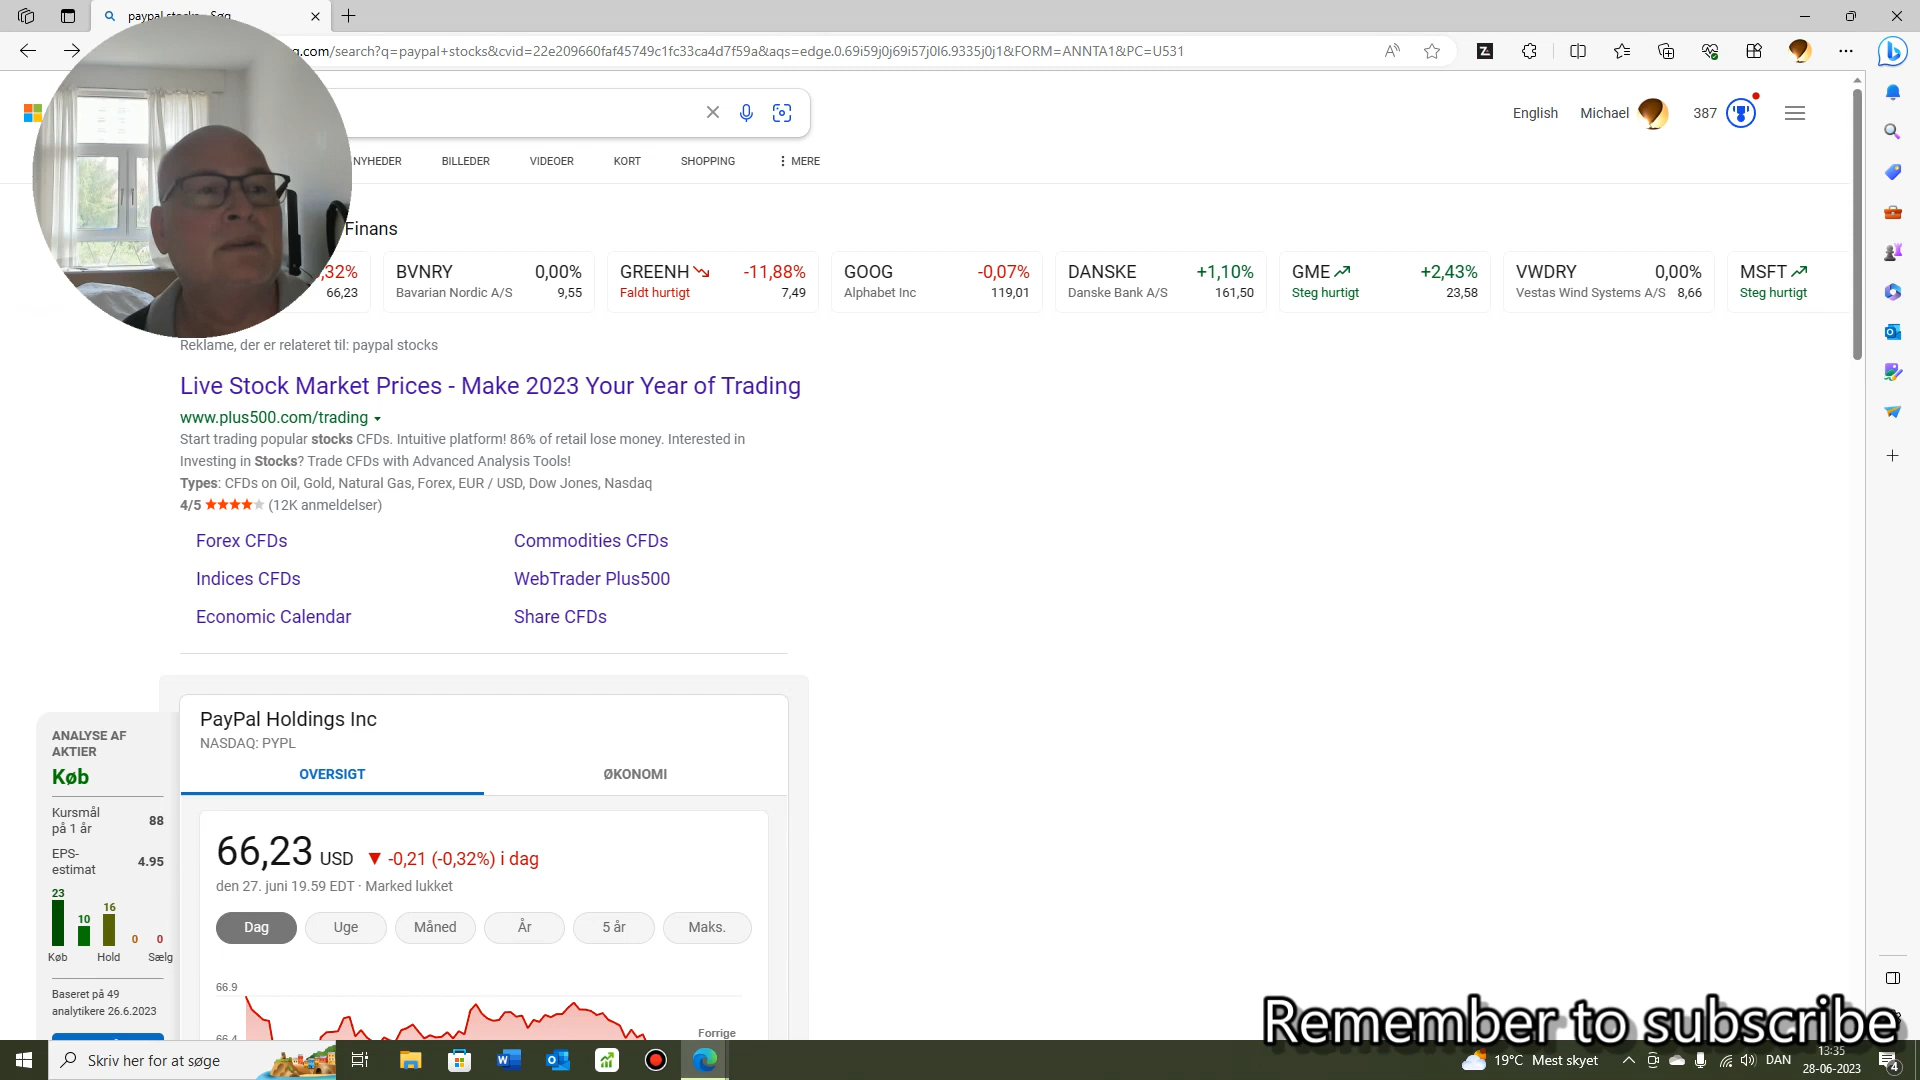 paypal stocks - Søg
.com/search?q=paypal+stocks&cvid=22e209660faf45749c1fc33ca4d7f59a&aqs=edge.0.69i59j0j69i57j0l6.9335j0j1&FORM=ANNTA1&PC=U531
English
Michael
387
NYHEDER
BILLEDER
VIDEOER
KORT
SHOPPING
MERE
Finans
,32%
66,23
BVNRY 0,00%
Bavarian Nordic A/S 9,55
GREENH -11,88%
Faldt hurtigt 7,49
GOOG -0,07%
Alphabet Inc 119,01
DANSKE +1,10%
Danske Bank A/S 161,50
GME +2,43%
Steg hurtigt 23,58
VWDRY 0,00%
Vestas Wind Systems A/S 8,66
MSFT
Steg hurtigt
Reklame, der er relateret til: paypal stocks
Live Stock Market Prices - Make 2023 Your Year of Trading
www.plus500.com/trading
Start trading popular stocks CFDs. Intuitive platform! 86% of retail lose money. Interested in
Investing in Stocks? Trade CFDs with Advanced Analysis Tools!
Types: CFDs on Oil, Gold, Natural Gas, Forex, EUR / USD, Dow Jones, Nasdaq
4/5 ★★★★★ (12K anmeldelser)
Forex CFDs
Commodities CFDs
Indices CFDs
WebTrader Plus500
Economic Calendar
Share CFDs
ANALYSE AF
AKTIER
Køb
Kursmål
på 1 år
88
EPS-
estimat
4.95
23
10
16
0
0
Køb
Hold
Sælg
Baseret på 49
analytikere 26.6.2023
PayPal Holdings Inc
NASDAQ: PYPL
OVERSIGT
ØKONOMI
66,23 USD ▼ -0,21 (-0,32%) i dag
den 27. juni 19.59 EDT · Marked lukket
Dag
Uge
Måned
År
5 år
Maks.
66.9
66.4
Forrige
Remember to subscribe
Skriv her for at søge
19°C Mest skyet
DAN
13:35
28-06-2023
4